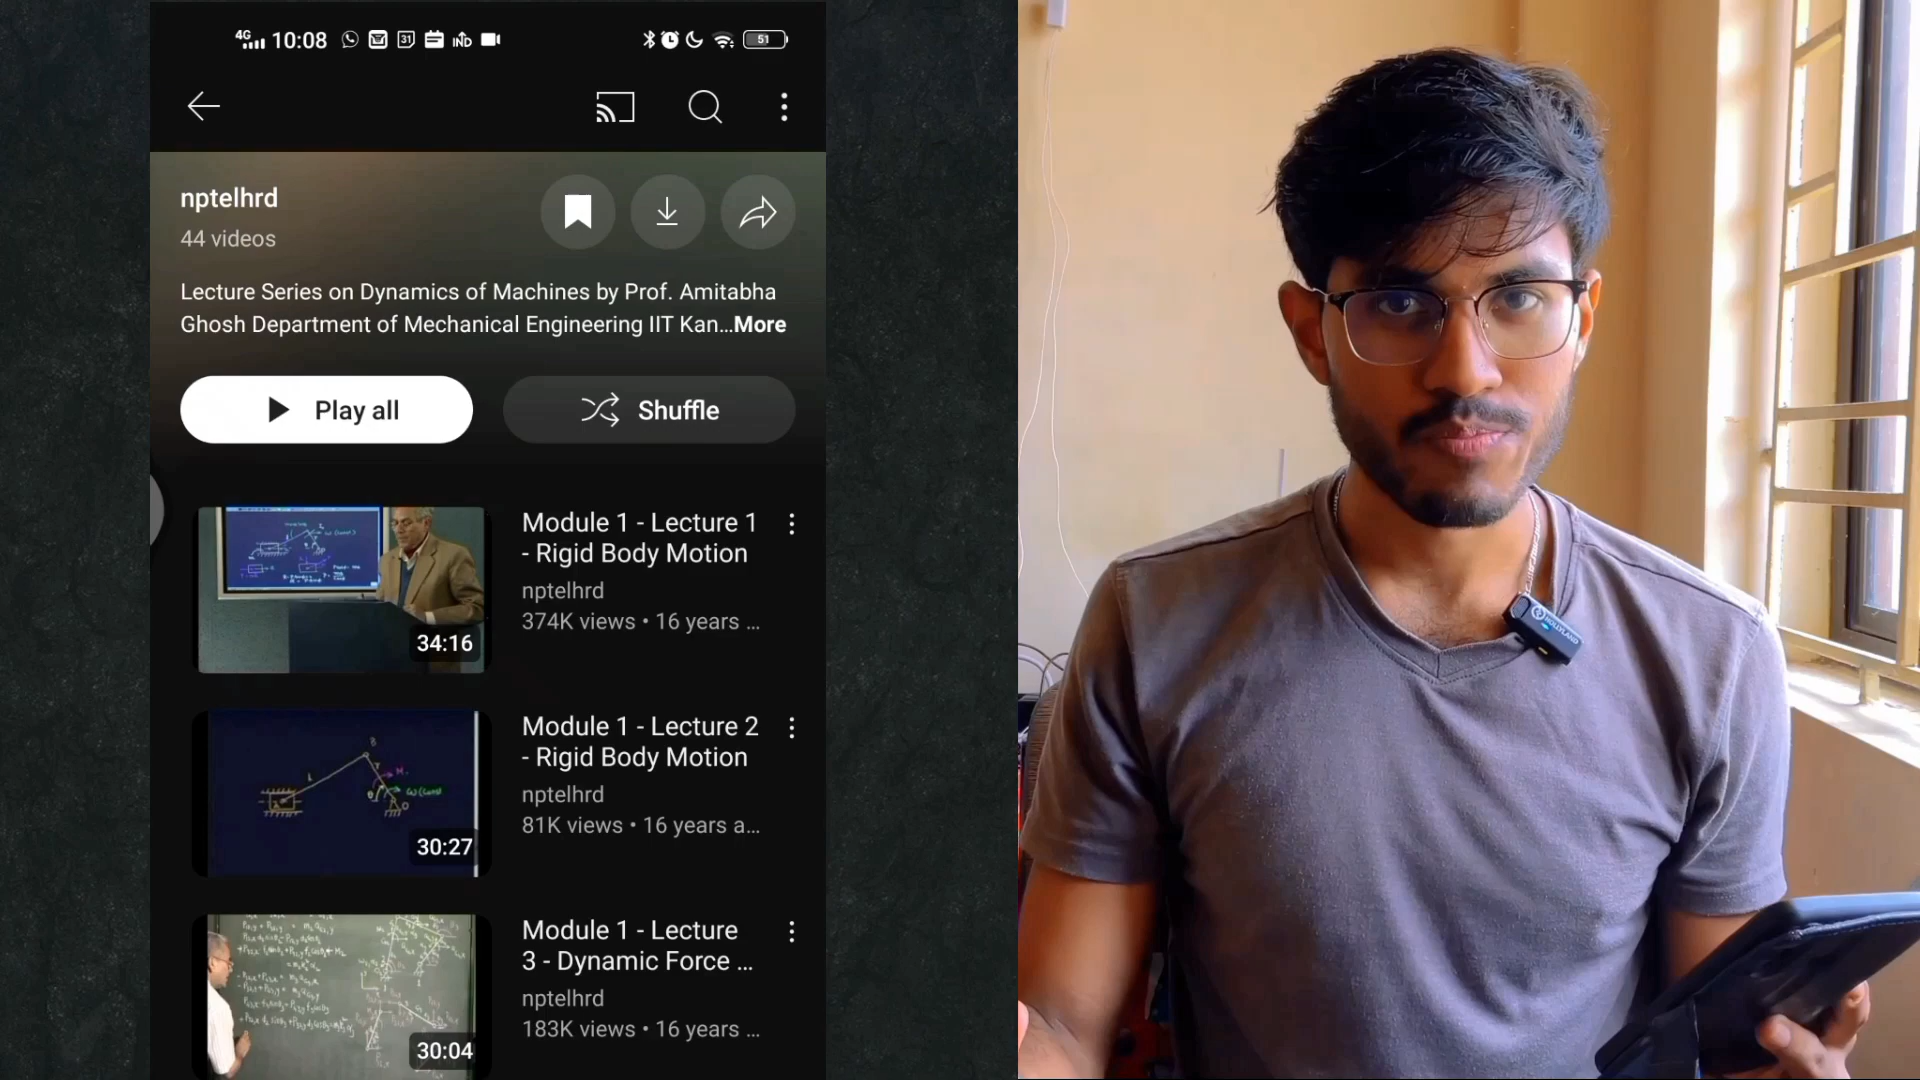 4G 10:08 31 IND 51
nptelhrd
44 videos
Lecture Series on Dynamics of Machines by Prof. Amitabha
Ghosh Department of Mechanical Engineering IIT Kan...More
Play all
Shuffle
Module 1 - Lecture 1
- Rigid Body Motion
nptelhrd
374K views • 16 years ...
34:16
Module 1 - Lecture 2
- Rigid Body Motion
nptelhrd
81K views • 16 years a...
30:27
Module 1 - Lecture
3 - Dynamic Force ...
nptelhrd
183K views • 16 years ...
30:04
HOLLYLAND